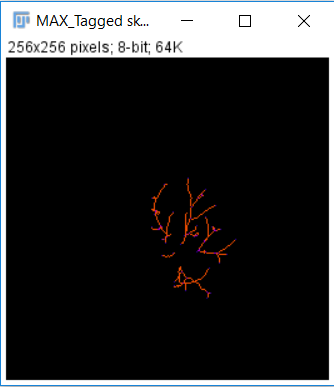 MAX_Tagged sk...
256x256 pixels; 8-bit; 64K